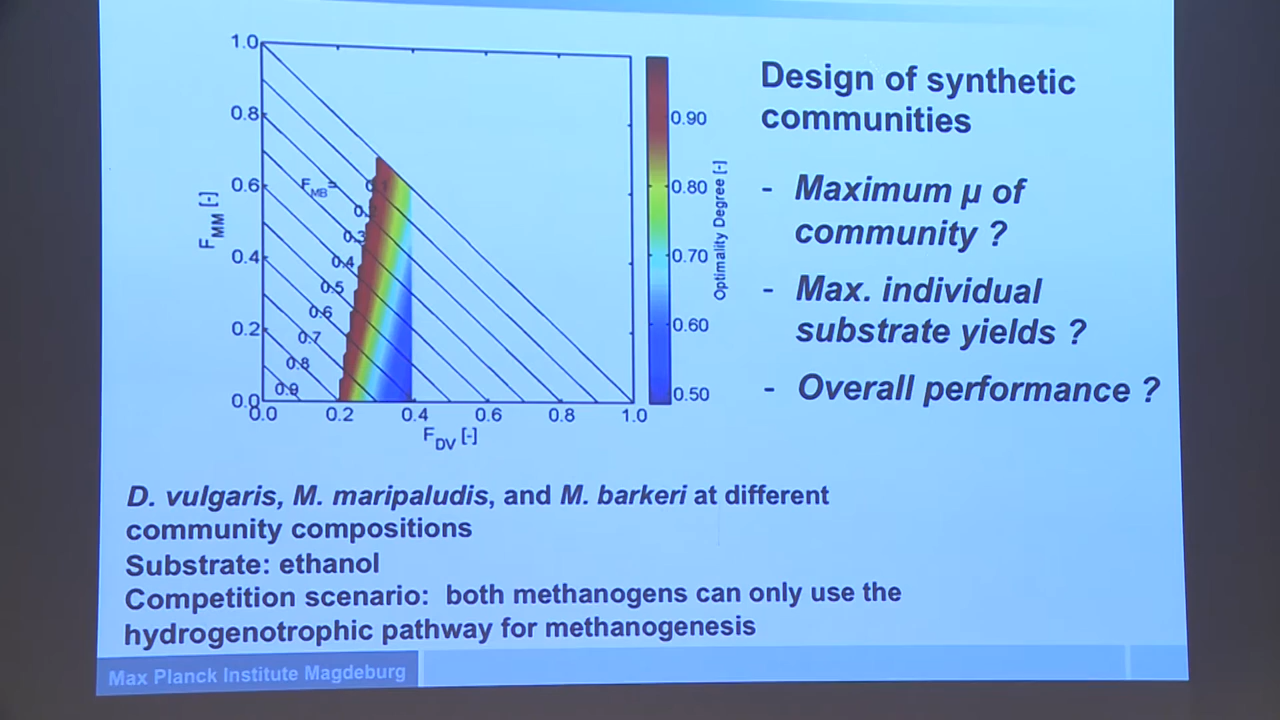 1.0
0.8
0.6
0.4
0.2
0.0
F_MM [-]
F_MB=
0.1
0.2
0.3
0.4
0.5
0.6
0.7
0.8
0.9
0.0 0.2 0.4 0.6 0.8 1.0
F_DV [-]
0.90
0.80
0.70
0.60
0.50
Optimality Degree [-]
Design of synthetic
communities
- Maximum µ of
community ?
- Max. individual
substrate yields ?
- Overall performance ?
D. vulgaris, M. maripaludis, and M. barkeri at different
community compositions
Substrate: ethanol
Competition scenario: both methanogens can only use the
hydrogenotrophic pathway for methanogenesis
Max Planck Institute Magdeburg